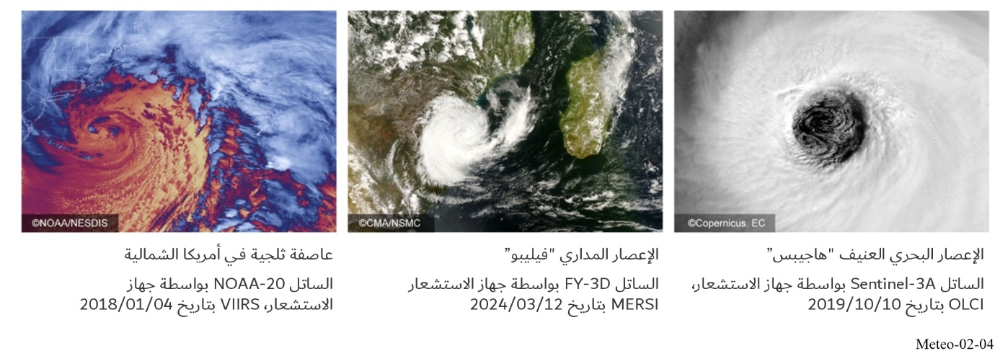 ©Copernicus, EC
©CMA/NSMC
©NOAA/NESDIS
الإعصار البحري العنيف "هاجيبس”
الساتل Sentinel-3A بواسطة جهاز الاستشعار،
OLCI بتاريخ 2019/10/10
الإعصار المداري "فيليبو”
الساتل FY-3D بواسطة جهاز الاستشعار
MERSI بتاريخ 2024/03/12
عاصفة ثلجية في أمريكا الشمالية
الساتل NOAA-20 بواسطة جهاز
الاستشعار، VIIRS بتاريخ 2018/01/04
Meteo-02-04